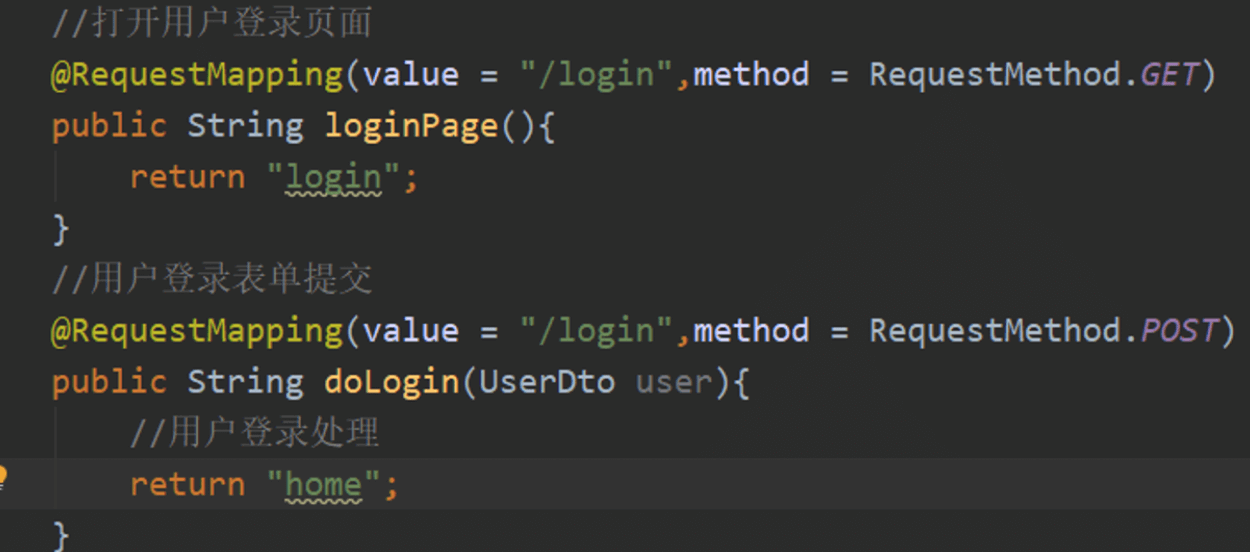 //打开用户登录页面
@RequestMapping(value = "/login",method = RequestMethod.GET)
public String loginPage(){
    return "login";
}
//用户登录表单提交
@RequestMapping(value = "/login",method = RequestMethod.POST)
public String doLogin(UserDto user){
    //用户登录处理
    return "home";
}